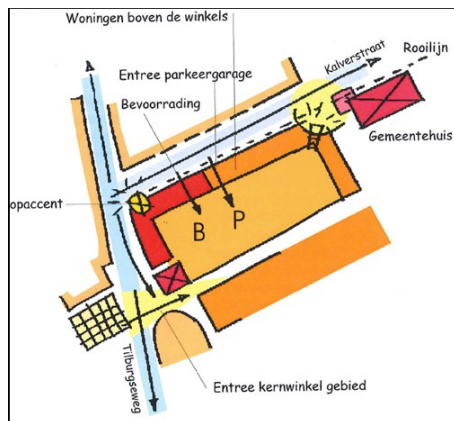 Woningen boven de winkels
Kalverstraat
Rooilijn
Entree parkeergarage
Bevoorrading
Gemeentehuis
opaccent
B
P
Tilburgseweg
Entree kernwinkel gebied